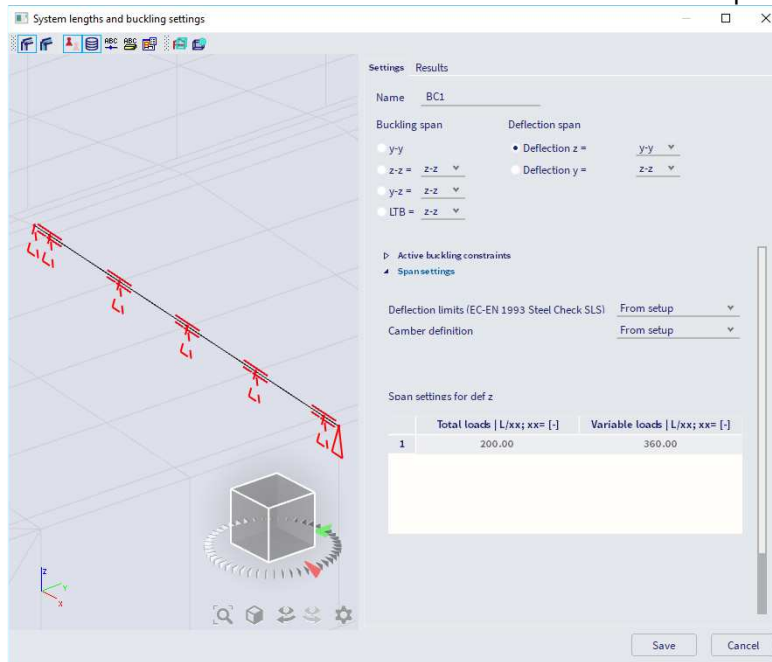 System lengths and buckling settings
ABC ABC
Settings Results
Name BC1
Buckling span Deflection span
y-y Deflection z = y-y
z-z = z-z Deflection y = z-z
y-z = z-z
LTB = z-z
Active buckling constraints
Span settings
Deflection limits (EC-EN 1993 Steel Check SLS) From setup
Camber definition From setup
Span settings for def z
Total loads | L/xx; xx= [-] Variable loads | L/xx; xx= [-]
1 200.00 360.00
z
Y
x
Save Cancel